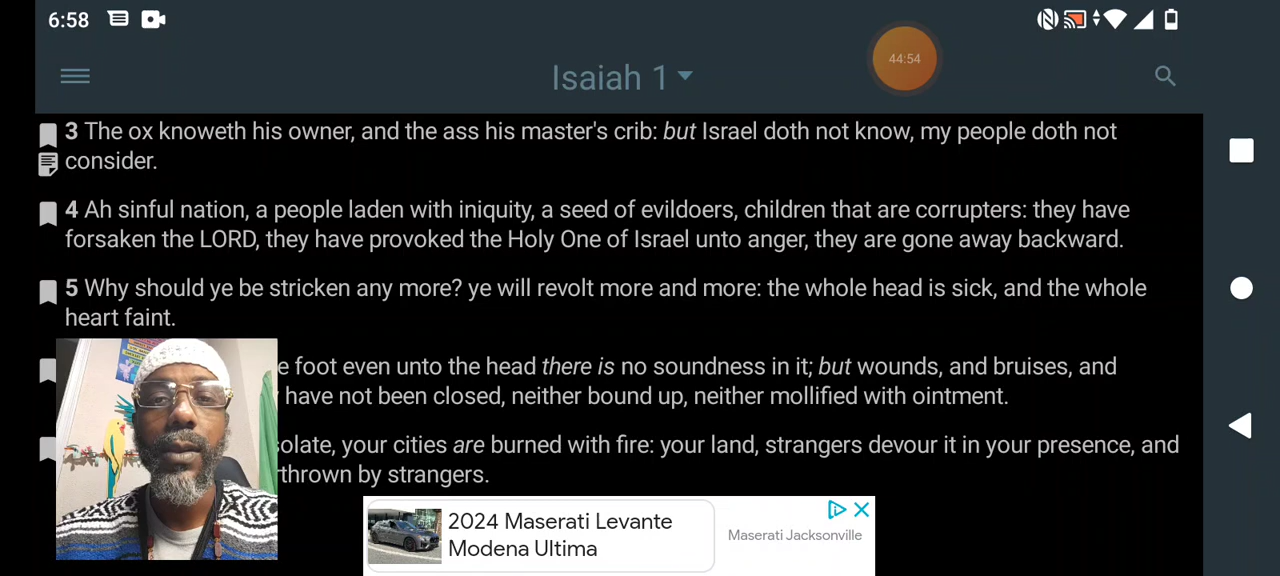 6:58
44:54
Isaiah 1
3 The ox knoweth his owner, and the ass his master's crib: but Israel doth not know, my people doth not
consider.
4 Ah sinful nation, a people laden with iniquity, a seed of evildoers, children that are corrupters: they have
forsaken the LORD, they have provoked the Holy One of Israel unto anger, they are gone away backward.
5 Why should ye be stricken any more? ye will revolt more and more: the whole head is sick, and the whole
heart faint.
foot even unto the head there is no soundness in it; but wounds, and bruises, and
have not been closed, neither bound up, neither mollified with ointment.
your cities are burned with fire: your land, strangers devour it in your presence, and
by strangers.
2024 Maserati Levante
Modena Ultima
Maserati Jacksonville